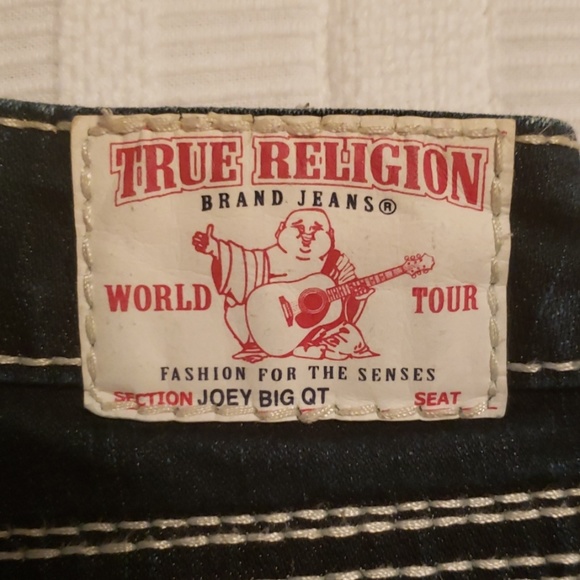 TRUE RELIGION
BRAND JEANS®
WORLD TOUR
FASHION FOR THE SENSES
SECTION JOEY BIG QT SEAT